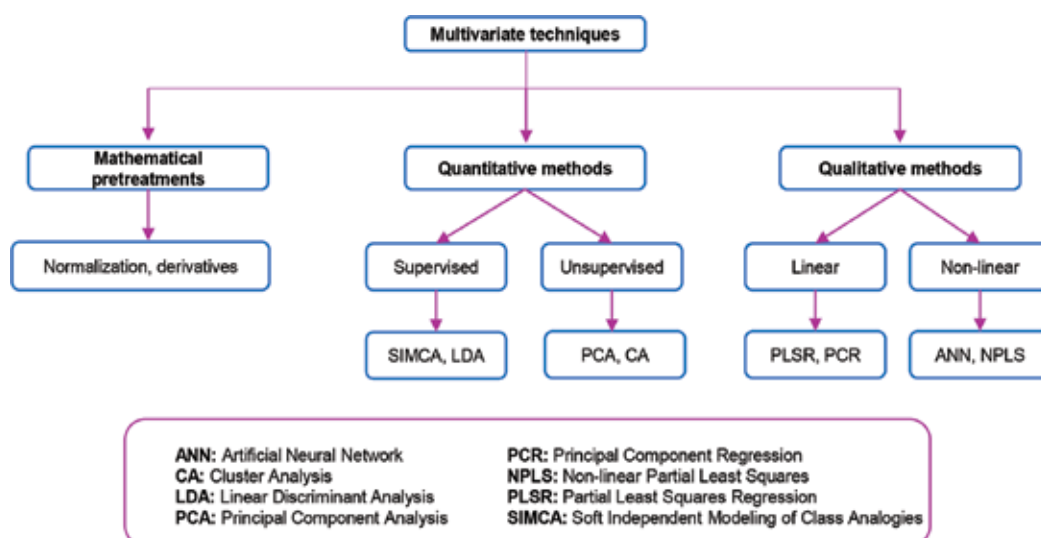 Multivariate techniques
Mathematical
pretreatments
Quantitative methods
Qualitative methods
Normalization, derivatives
Supervised
Unsupervised
Linear
Non-linear
SIMCA, LDA
PCA, CA
PLSR, PCR
ANN, NPLS
ANN: Artificial Neural Network
CA: Cluster Analysis
LDA: Linear Discriminant Analysis
PCA: Principal Component Analysis
PCR: Principal Component Regression
NPLS: Non-linear Partial Least Squares
PLSR: Partial Least Squares Regression
SIMCA: Soft Independent Modeling of Class Analogies